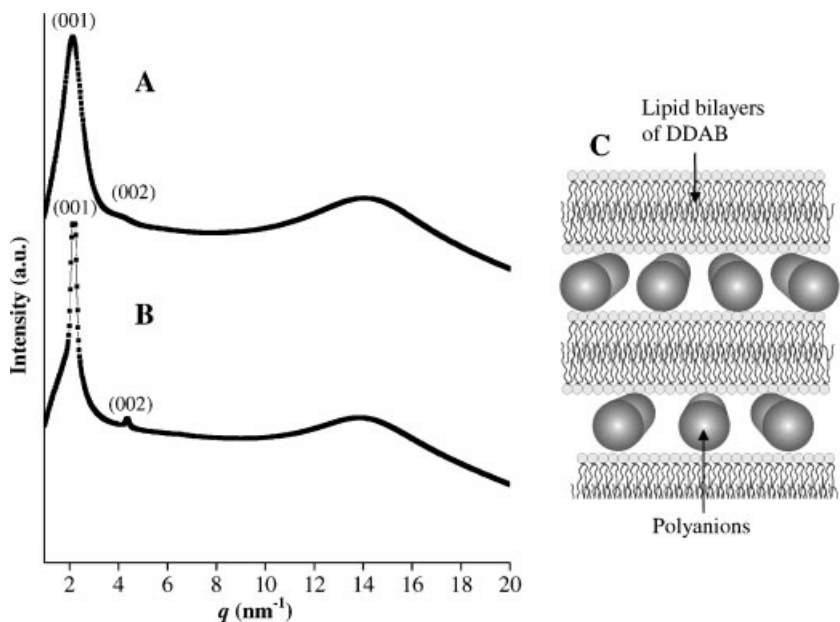 (001)
A
(002)
(001)
B
(002)
Intensity (a.u.)
2 4 6 8 10 12 14 16 18 20
q (nm⁻¹)
Lipid bilayers
of DDAB
C
Polyanions